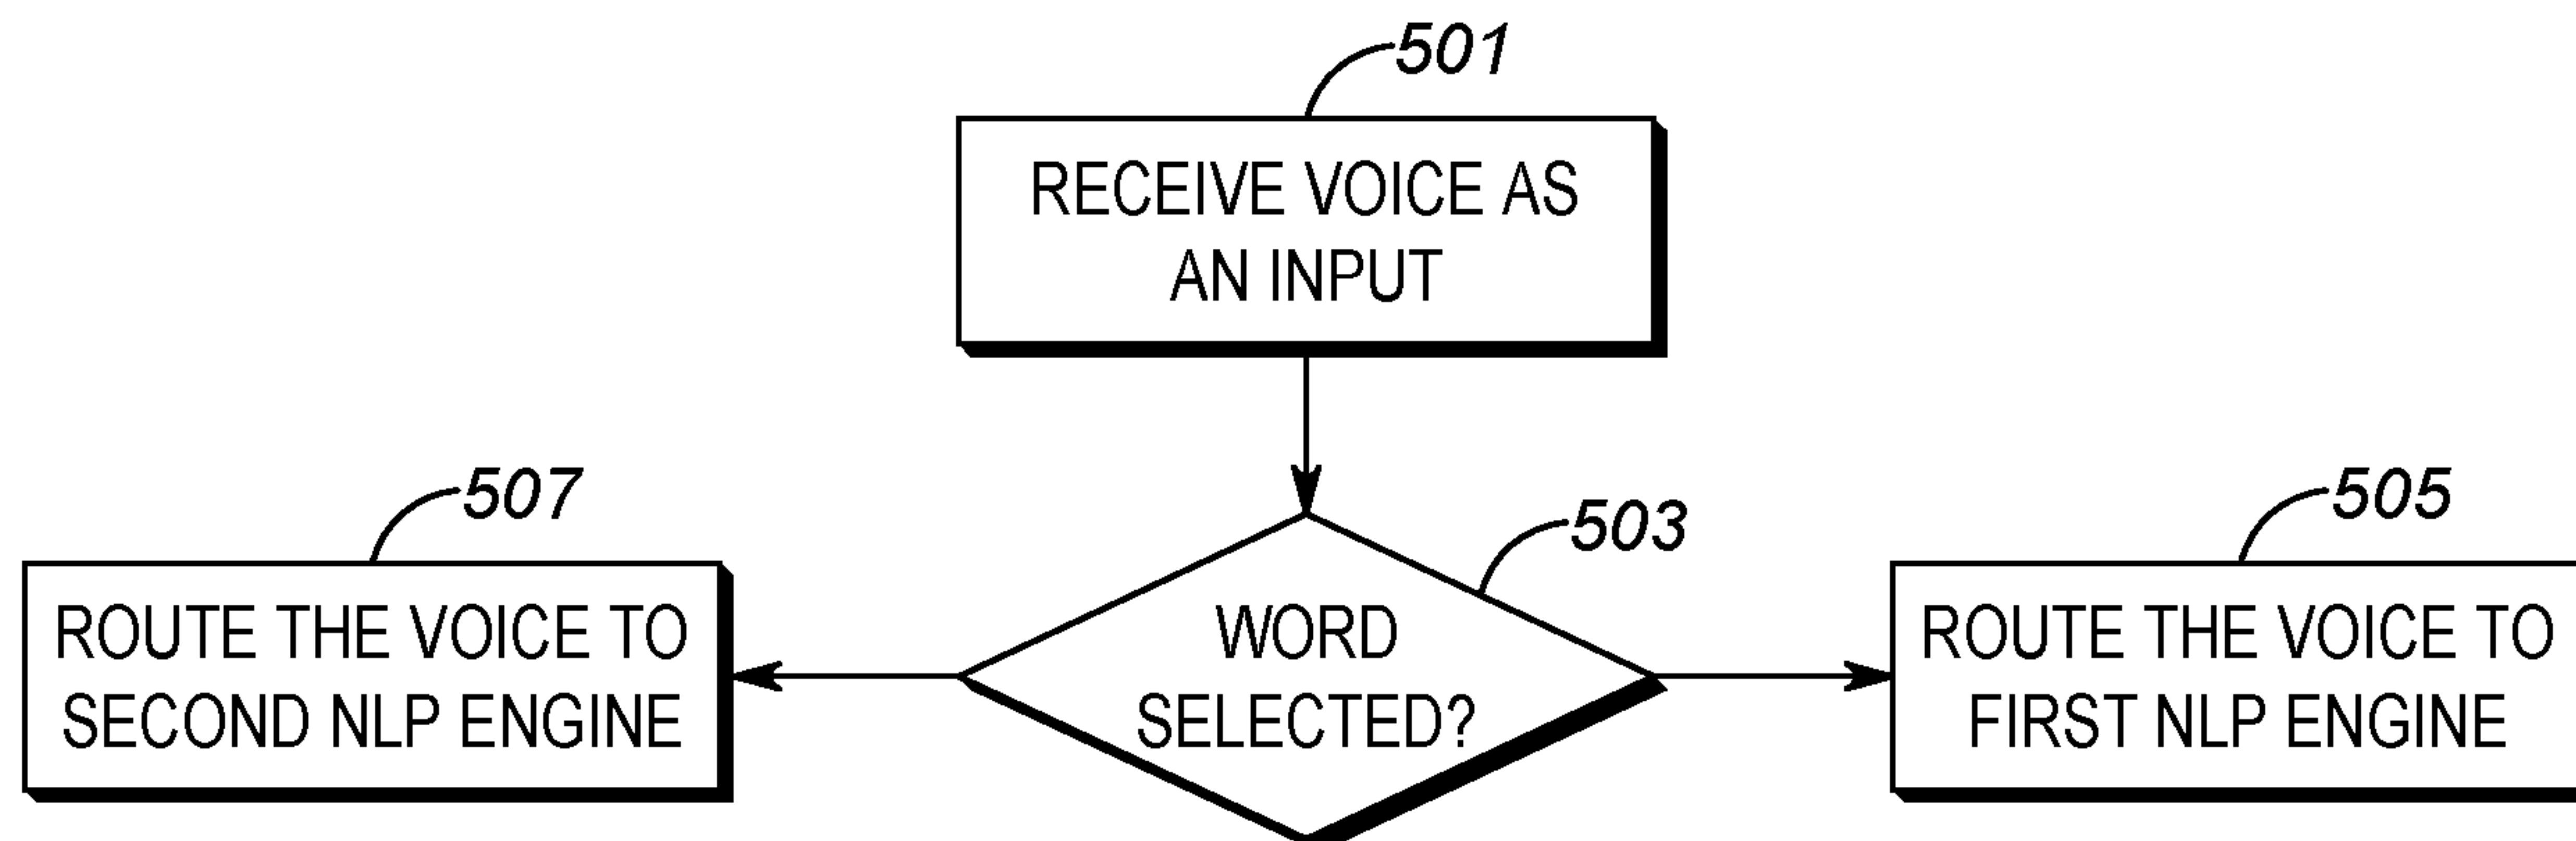 501
RECEIVE VOICE AS
AN INPUT
507
503
505
ROUTE THE VOICE TO
SECOND NLP ENGINE
WORD
SELECTED?
ROUTE THE VOICE TO
FIRST NLP ENGINE